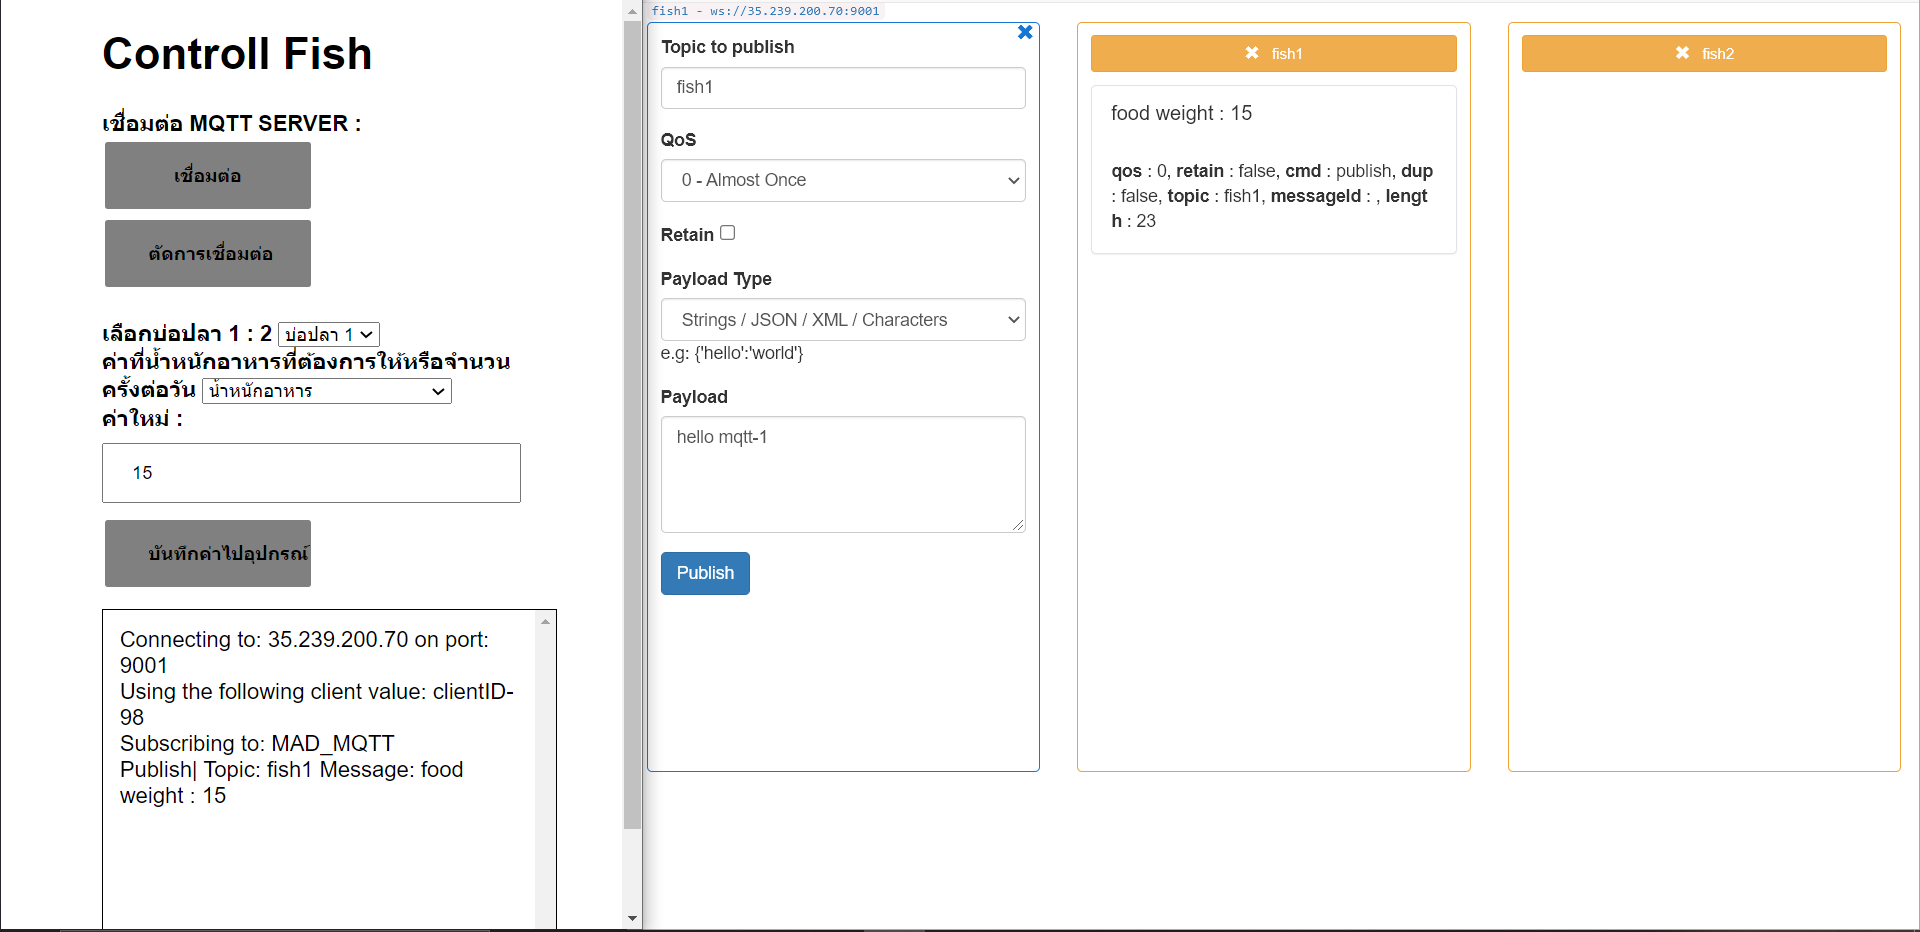 Controll Fish
เชื่อมต่อ MQTT SERVER :
เชื่อมต่อ
ตัดการเชื่อมต่อ
เลือกบ่อปลา 1 : 2 บ่อปลา 1
ค่าที่น้ำหนักอาหารที่ต้องการให้หรือจำนวน
ครั้งต่อวัน น้ำหนักอาหาร
ค่าใหม่ :
15
บันทึกค่าไปอุปกรณ์
Connecting to: 35.239.200.70 on port:
9001
Using the following client value: clientID-
98
Subscribing to: MAD_MQTT
Publish| Topic: fish1 Message: food
weight : 15
fish1 - ws://35.239.200.70:9001
Topic to publish
fish1
QoS
0 - Almost Once
Retain
Payload Type
Strings / JSON / XML / Characters
e.g: {'hello':'world'}
Payload
hello mqtt-1
Publish
fish1
food weight : 15
qos : 0, retain : false, cmd : publish, dup
: false, topic : fish1, messageId : , lengt
h : 23
fish2